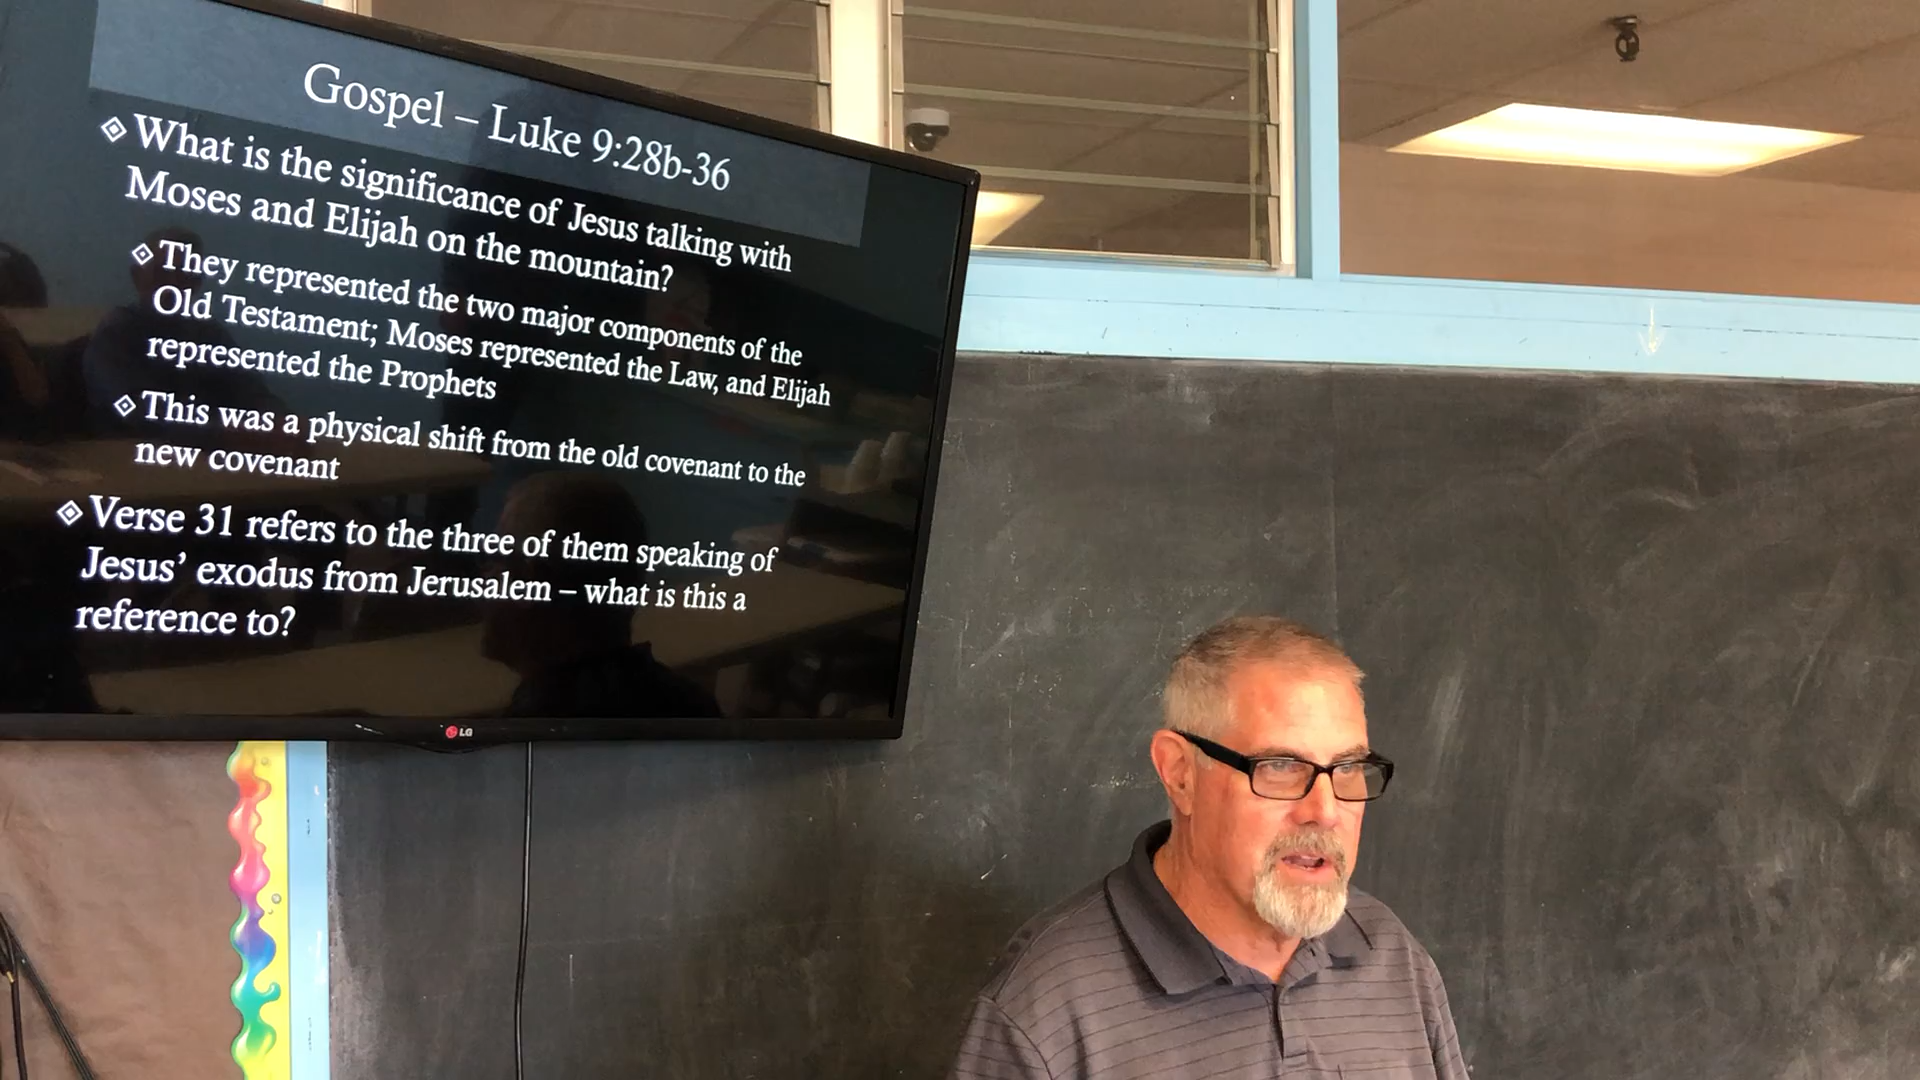 Gospel – Luke 9:28b-36
What is the significance of Jesus talking with
Moses and Elijah on the mountain?
They represented the two major components of the
Old Testament; Moses represented the Law, and Elijah
represented the Prophets
This was a physical shift from the old covenant to the
new covenant
Verse 31 refers to the three of them speaking of
Jesus’ exodus from Jerusalem – what is this a
reference to?
LG